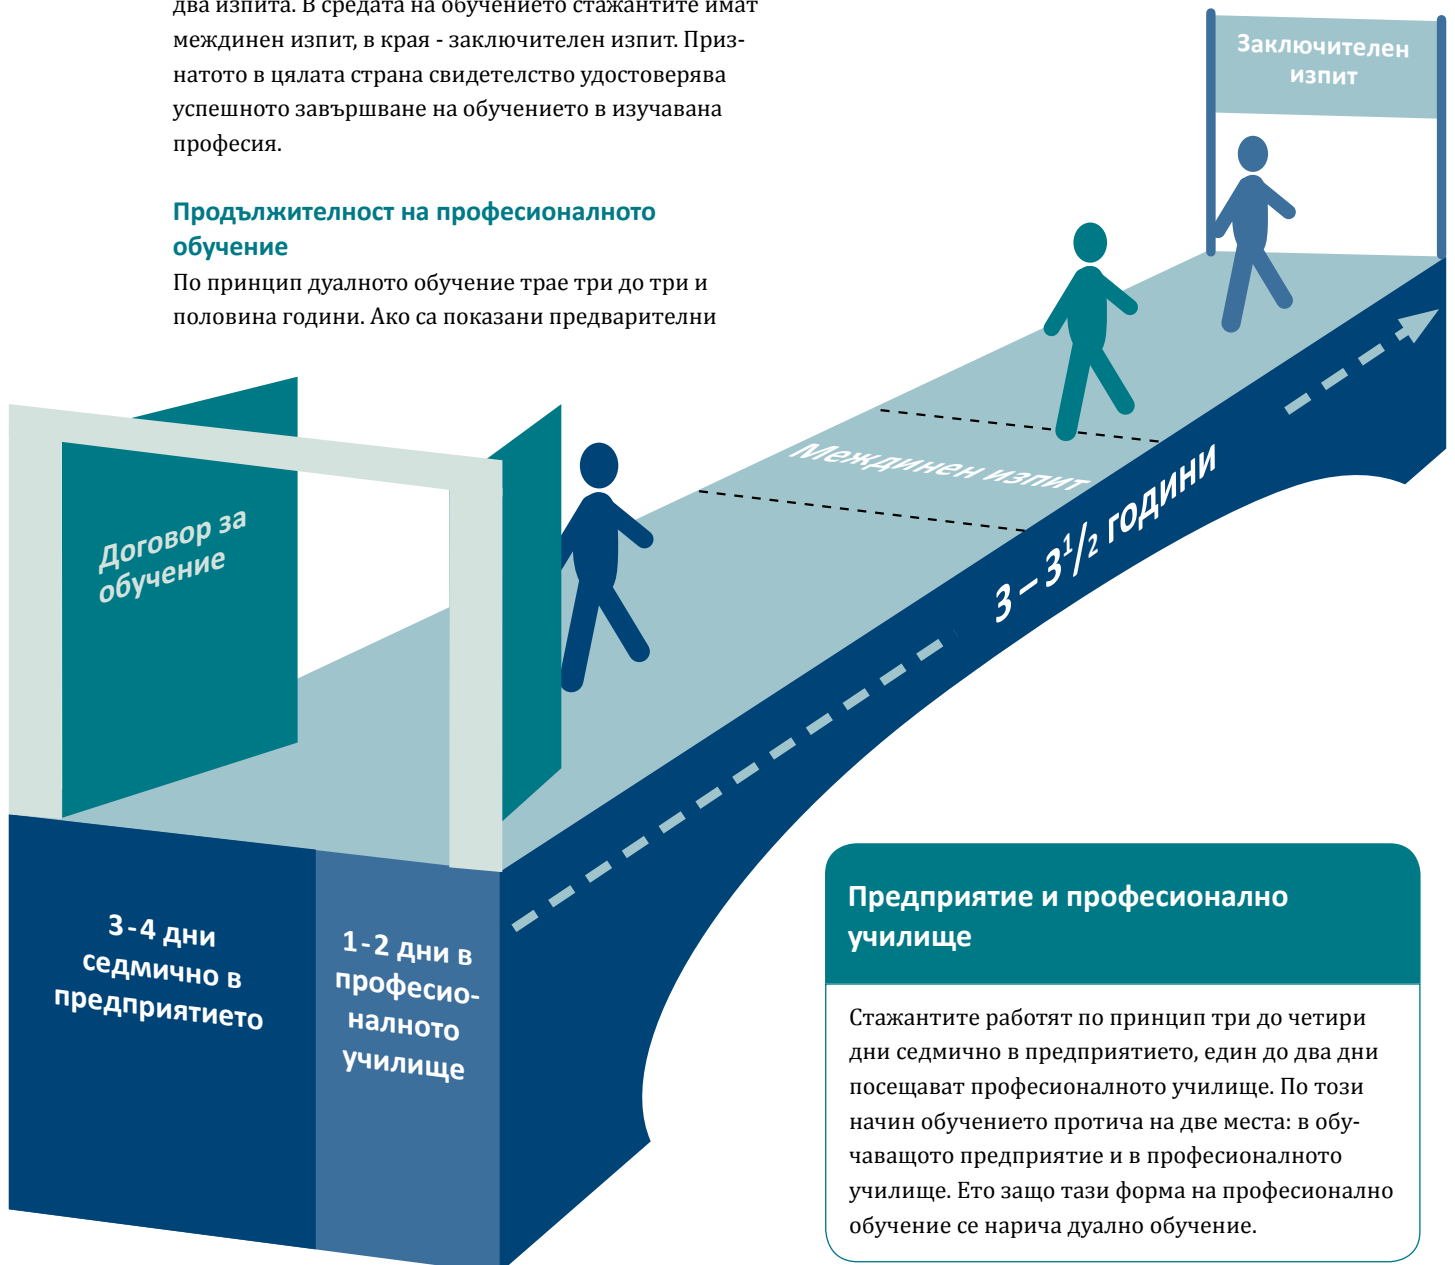 два изпита. В средата на обучението стажантите имат
междинен изпит, в края - заключителен изпит. Приз-
натото в цялата страна свидетелство удостоверява
успешното завършване на обучението в изучавана
професия.
Продължителност на професионалното
обучение
По принцип дуалното обучение трае три до три и
половина години. Ако са показани предварителни
Заключителен
изпит
Междинен изпит
3 – 3 1/2 години
Договор за
обучение
3 - 4 дни
седмично в
предприятието
1 - 2 дни в
професио-
налното
училище
Предприятие и професионално
училище
Стажантите работят по принцип три до четири
дни седмично в предприятието, един до два дни
посещават професионалното училище. По този
начин обучението протича на две места: в обу-
чаващото предприятие и в професионалното
училище. Ето защо тази форма на професионално
обучение се нарича дуално обучение.